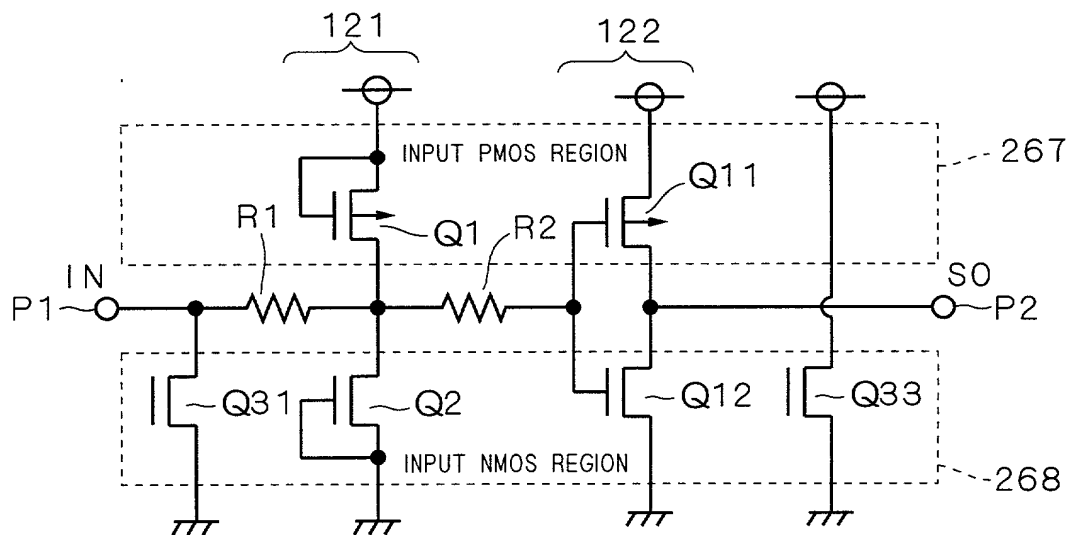 121
122
INPUT PMOS REGION
267
Q11
R1
Q1
R2
IN
SO
P1
P2
Q31
Q2
Q12
Q33
INPUT NMOS REGION
268